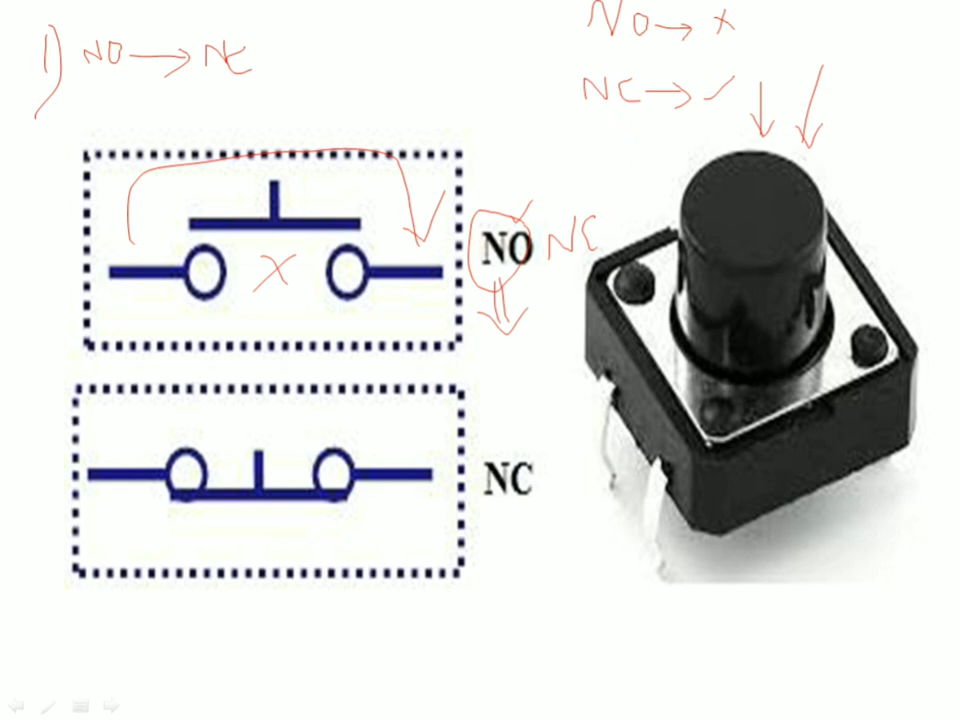 1) NO → NC
NO → ×
NC → ✓
NO NC
NC